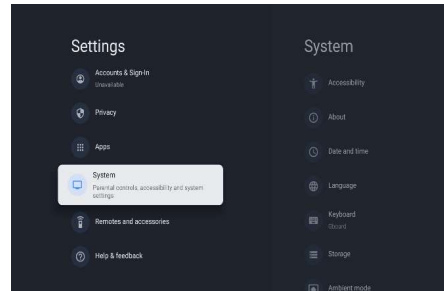 Settings
Accounts & Sign-In
Unavailable
Privacy
Apps
System
Parental controls, accessibility and system
settings
Remotes and accessories
Help & feedback
System
Accessibility
About
Date and time
Language
Keyboard
Gboard
Storage
Ambient mode